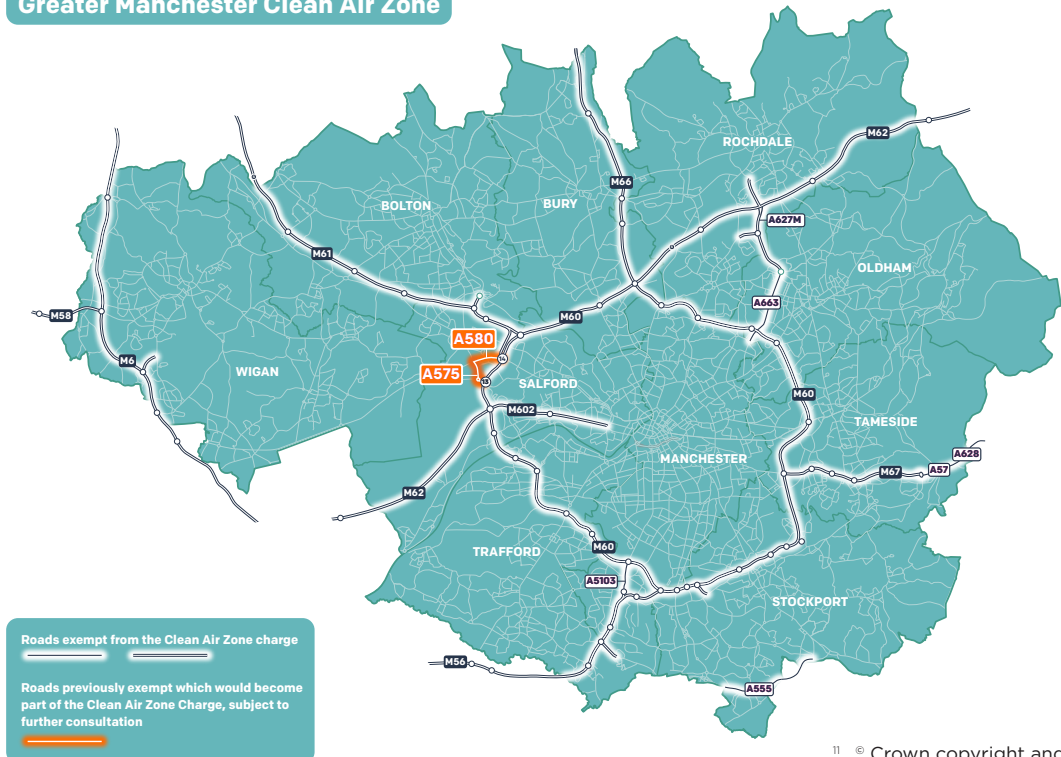 Greater Manchester Clean Air Zone
ROCHDALE
M62
M66
BOLTON
BURY
A627M
M61
OLDHAM
A663
M58
M60
A580
14
M6
WIGAN
A575
13
SALFORD
M60
M602
TAMESIDE
MANCHESTER
A628
M67
A57
M62
M60
TRAFFORD
A5103
STOCKPORT
M56
A555
Roads exempt from the Clean Air Zone charge
Roads previously exempt which would become
part of the Clean Air Zone Charge, subject to
further consultation
11 © Crown copyright and